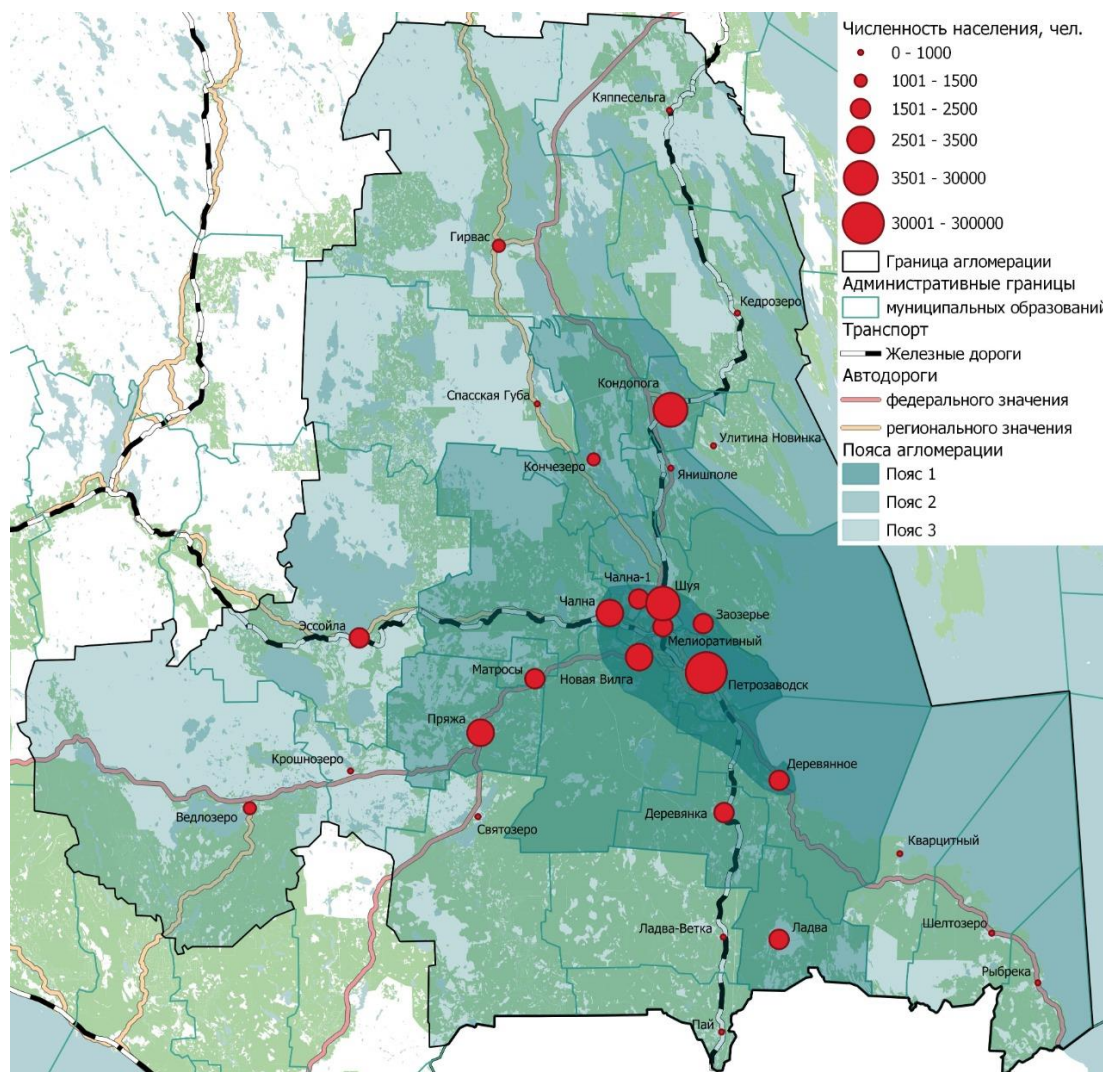 Численность населения, чел.
0 - 1000
1001 - 1500
1501 - 2500
2501 - 3500
3501 - 30000
30001 - 300000
Граница агломерации
Административные границы
муниципальных образований
Транспорт
Железные дороги
Автодороги
федерального значения
регионального значения
Пояса агломерации
Пояс 1
Пояс 2
Пояс 3
Кяппесельга
Гирвас
Кедрозеро
Кондопога
Спасская Губа
Улитина Новинка
Кончезеро
Янишполе
Чална-1
Шуя
Чална
Заозерье
Эссойла
Мелиоративный
Матросы
Новая Вилга
Петрозаводск
Пряжа
Крошнозеро
Деревянное
Ведлозеро
Святозеро
Деревянка
Кварцитный
Ладва-Ветка
Ладва
Шелтозеро
Рыбрека
Пай